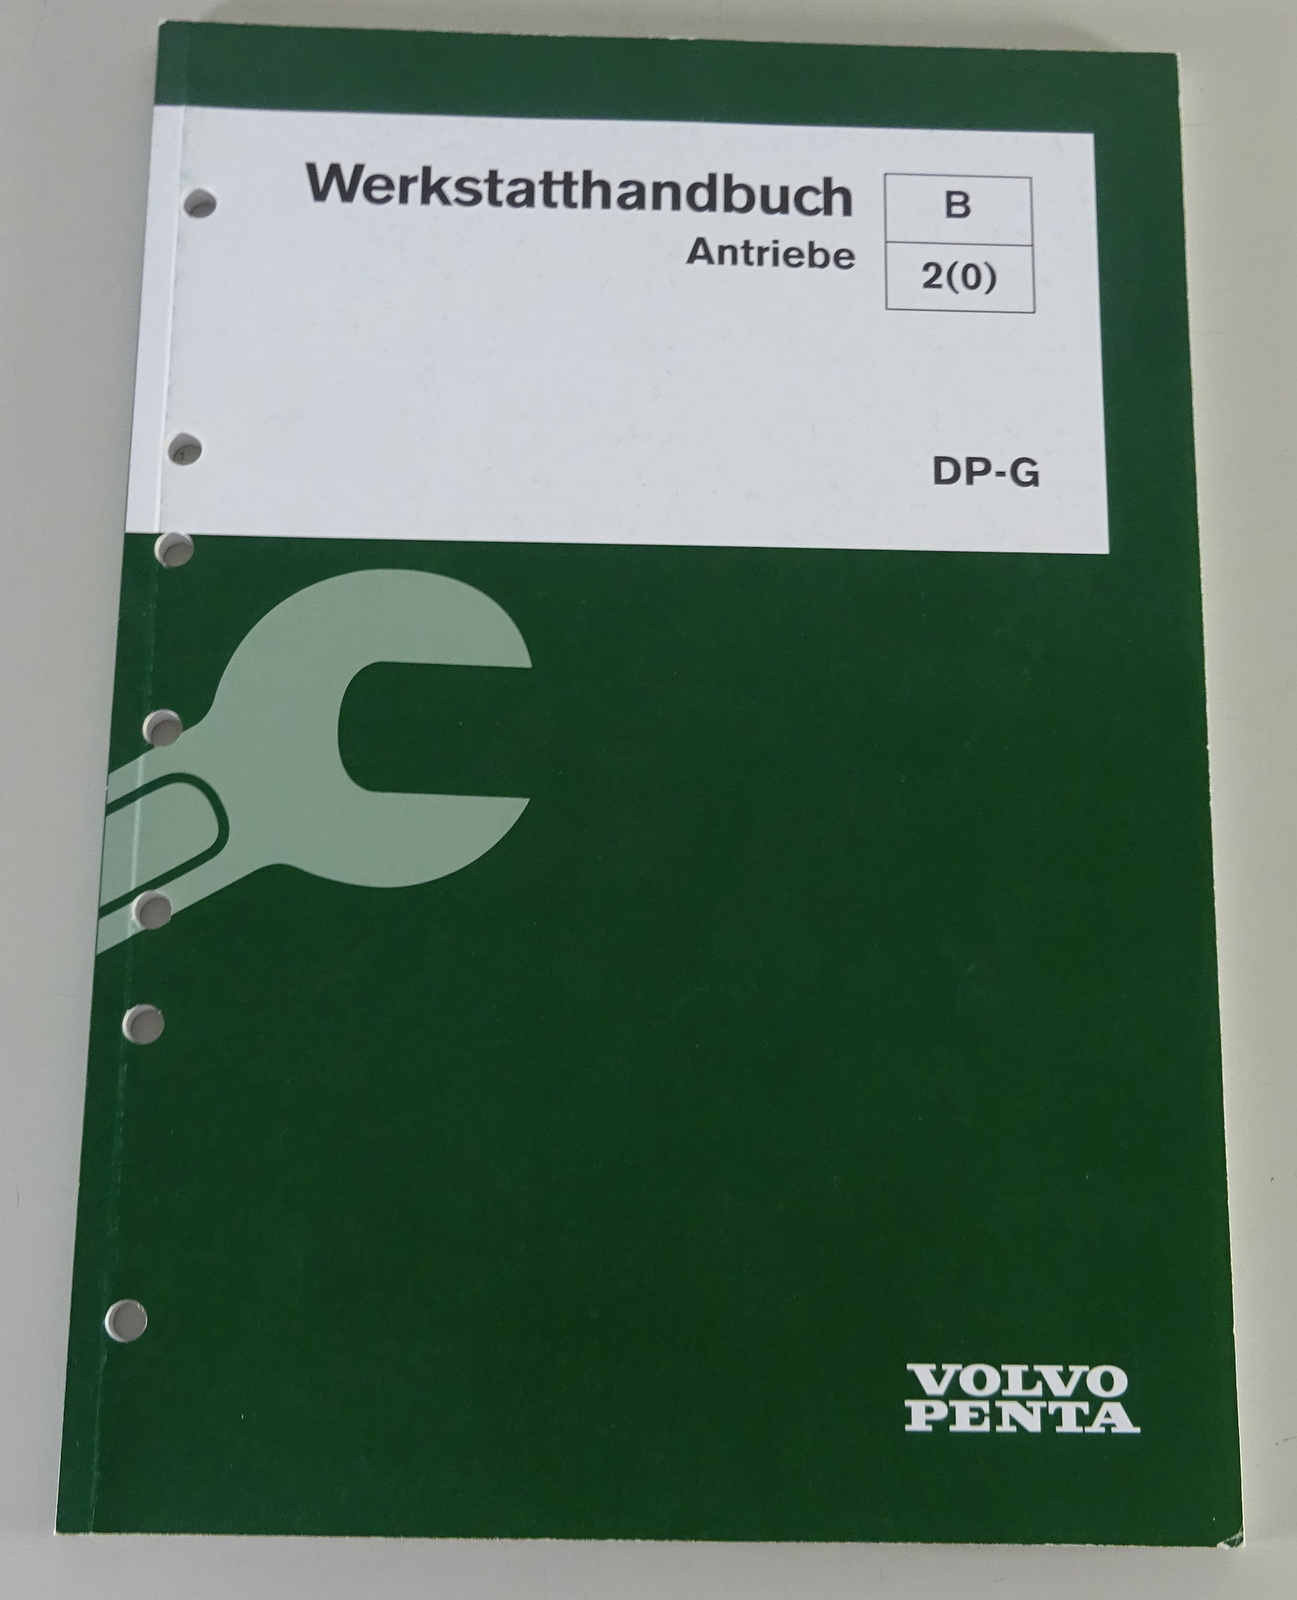 Werkstatthandbuch
Antriebe
B
2(0)
DP-G
VOLVO
PENTA